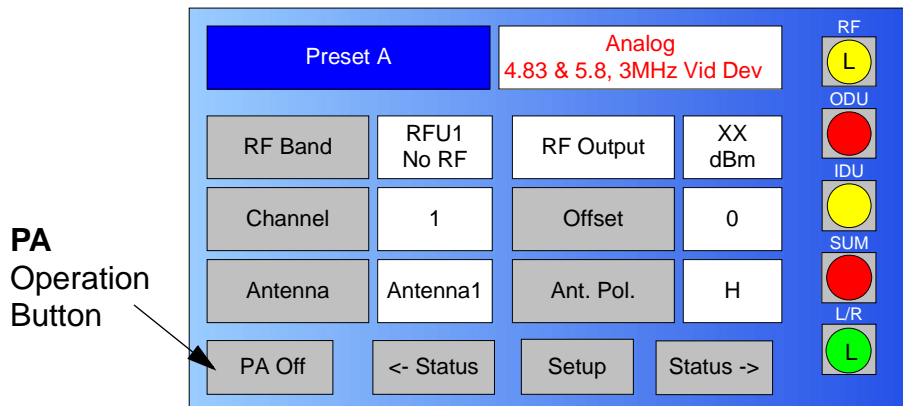 Preset A
Analog
4.83 & 5.8, 3MHz Vid Dev
RF
L
ODU
RF Band
RFU1
No RF
RF Output
XX
dBm
IDU
Channel
1
Offset
0
SUM
Antenna
Antenna1
Ant. Pol.
H
L/R
L
PA Off
<- Status
Setup
Status ->
PA
Operation
Button